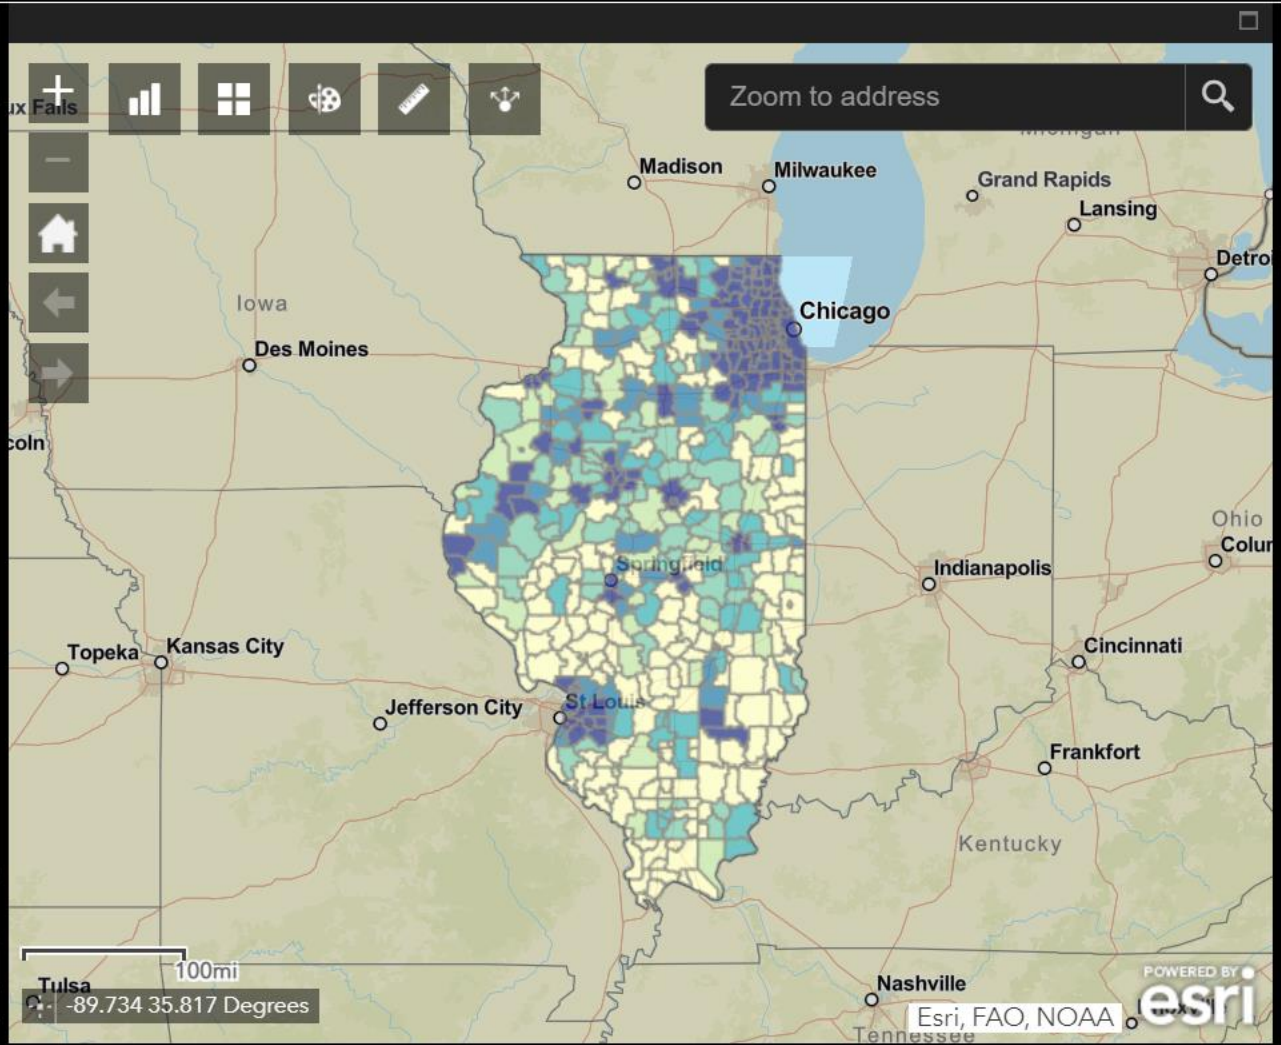 Zoom to address
ux Falls
Michigan
Madison
Milwaukee
Grand Rapids
Lansing
Detroi
Iowa
Chicago
Des Moines
coln
Ohio
Colur
Springfield
Indianapolis
Topeka
Kansas City
Cincinnati
Jefferson City
St Louis
Frankfort
Kentucky
100mi
Tulsa
-89.734 35.817 Degrees
Nashville
POWERED BY
esri
Esri, FAO, NOAA
Tennessee